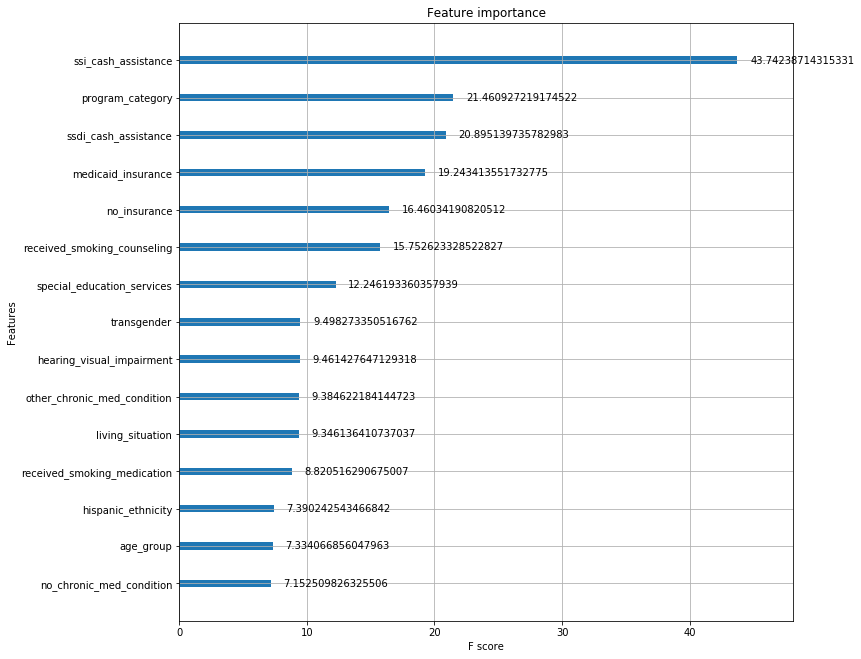 Feature importance
ssi_cash_assistance 43.74238714315331
program_category 21.460927219174522
ssdi_cash_assistance 20.895139735782983
medicaid_insurance 19.243413551732775
no_insurance 16.46034190820512
received_smoking_counseling 15.752623328522827
special_education_services 12.246193360357939
transgender 9.498273350516762
hearing_visual_impairment 9.461427647129318
other_chronic_med_condition 9.384622184144723
living_situation 9.346136410737037
received_smoking_medication 8.820516290675007
hispanic_ethnicity 7.390242543466842
age_group 7.334066856047963
no_chronic_med_condition 7.152509826325506
Features
0 10 20 30 40
F score